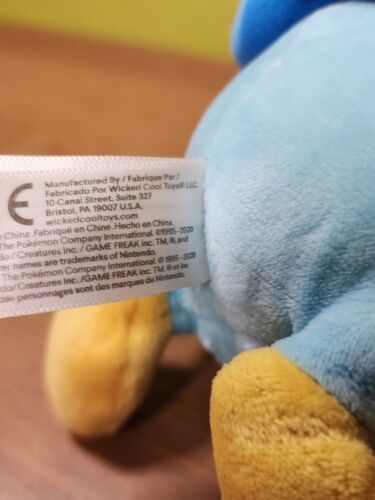 CE
Manufactured By / Fabriqué Par /
Fabricado Por Wicked Cool Toys® LLC
10 Canal Street, Suite 327
Bristol, PA 19007 U.S.A.
wickedcooltoys.com
China Fabriqué en Chine. Hecho en China.
The Pokémon Company International. ©1995-2020
Creatures Inc. / GAME FREAK inc. TM, ®, and
names are trademarks of Nintendo.
The Pokémon Company International. ©1995-2020
Creatures Inc. /GAME FREAK inc. TM, ® et les
des personnages sont des marques de Nintendo.